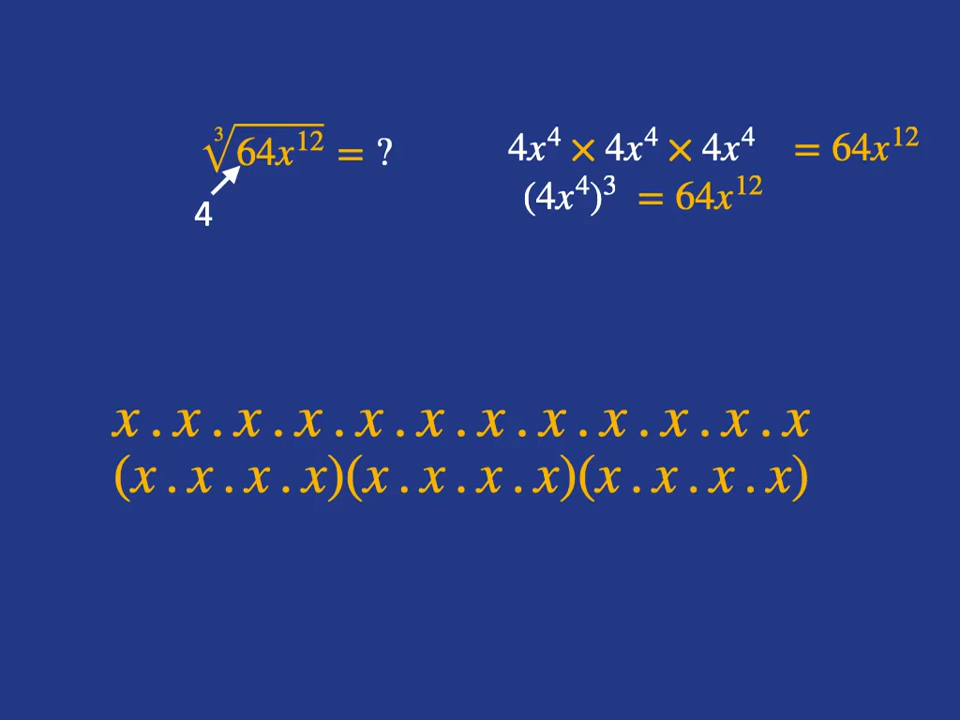 ∛64x¹² = ?
4
4x⁴ × 4x⁴ × 4x⁴ = 64x¹²
(4x⁴)³ = 64x¹²
x . x . x . x . x . x . x . x . x . x . x . x
(x . x . x . x)(x . x . x . x)(x . x . x . x)